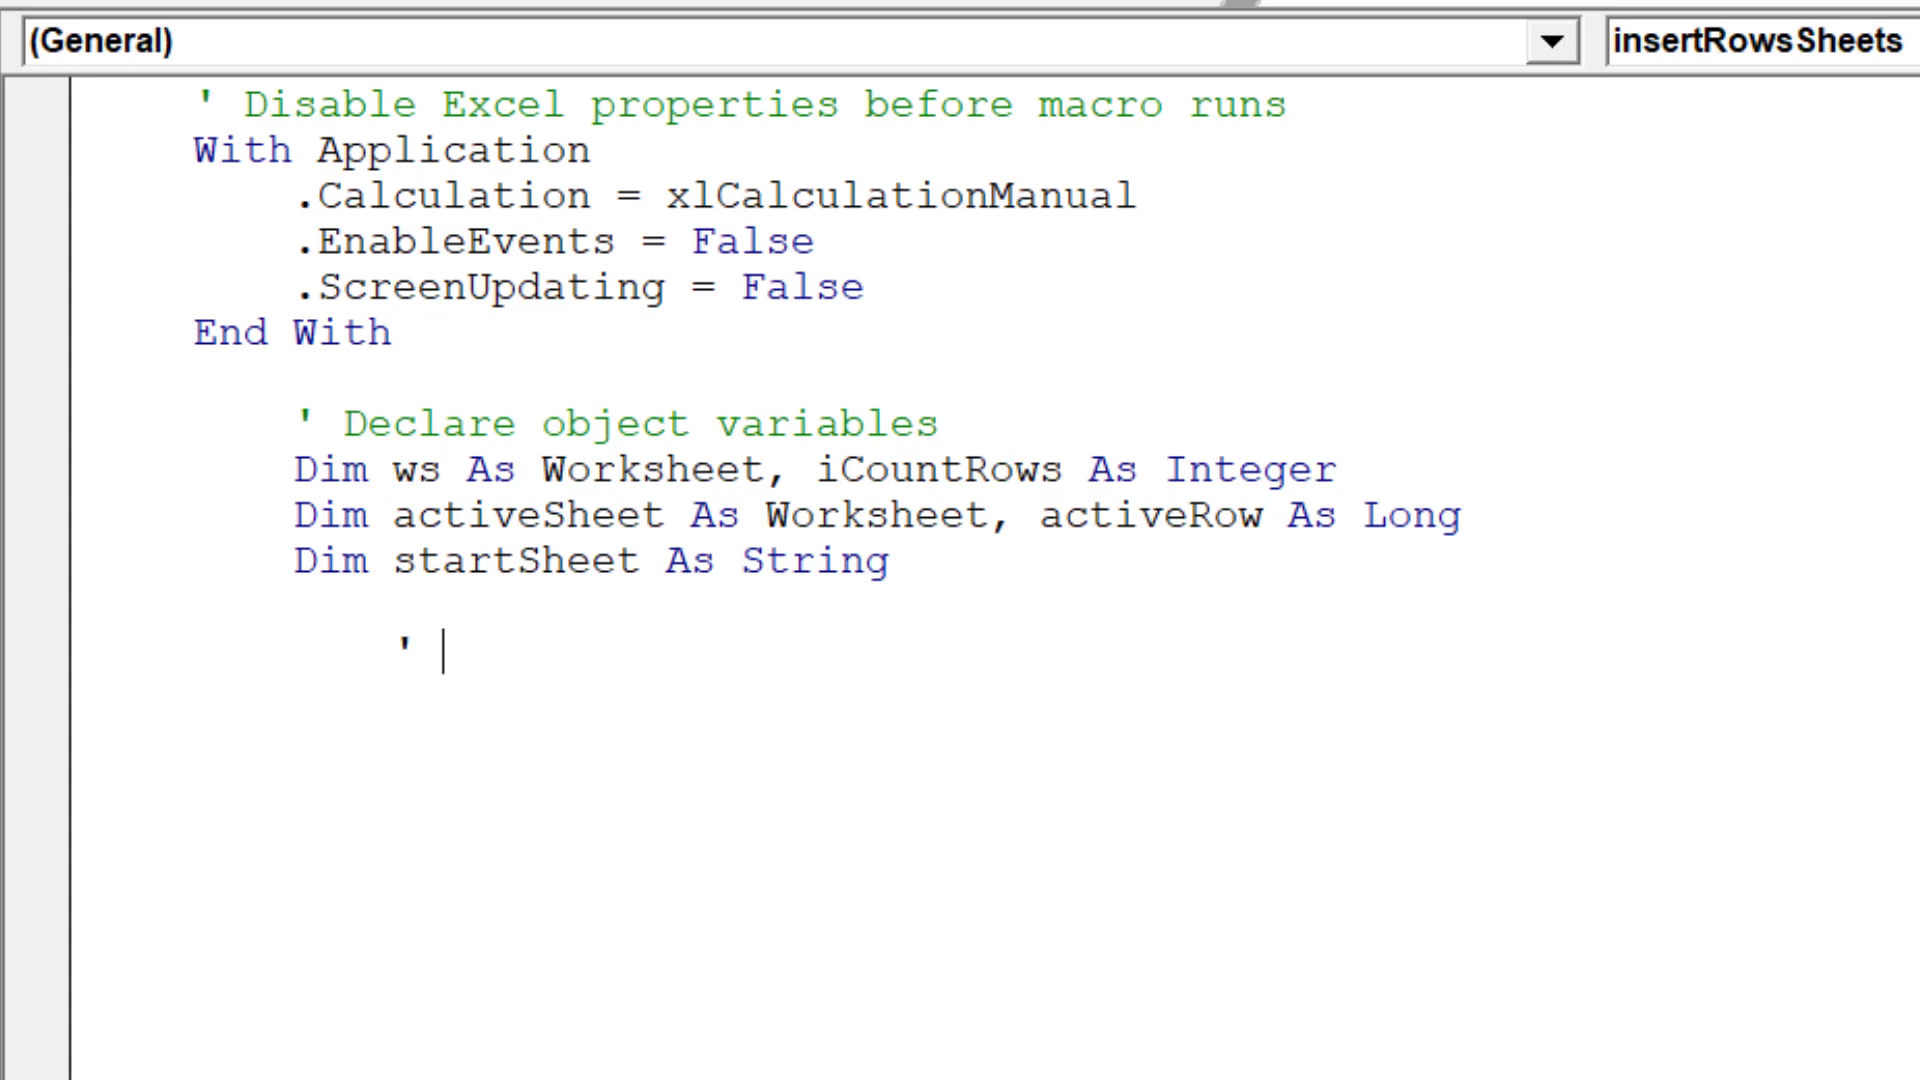 (General) insertRowsSheets
' Disable Excel properties before macro runs
With Application
.Calculation = xlCalculationManual
.EnableEvents = False
.ScreenUpdating = False
End With
' Declare object variables
Dim ws As Worksheet, iCountRows As Integer
Dim activeSheet As Worksheet, activeRow As Long
Dim startSheet As String
'